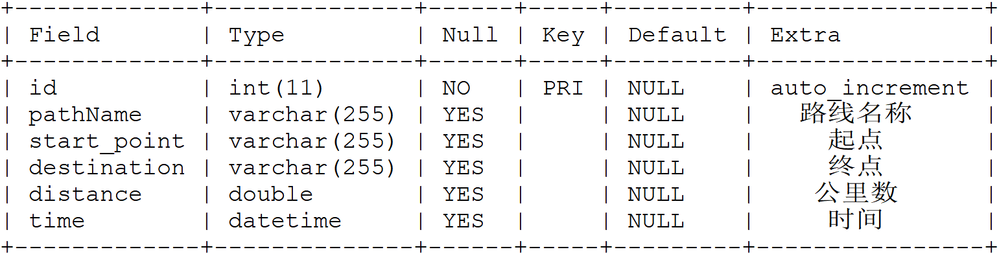 +-------------+--------------+------+-----+---------+----------------+
| Field       | Type         | Null | Key | Default | Extra          |
+-------------+--------------+------+-----+---------+----------------+
| id          | int(11)      | NO   | PRI | NULL    | auto_increment |
| pathName    | varchar(255) | YES  |     | NULL    | 路线名称 |
| start_point | varchar(255) | YES  |     | NULL    | 起点 |
| destination | varchar(255) | YES  |     | NULL    | 终点 |
| distance    | double       | YES  |     | NULL    | 公里数 |
| time        | datetime     | YES  |     | NULL    | 时间 |
+-------------+--------------+------+-----+---------+----------------+